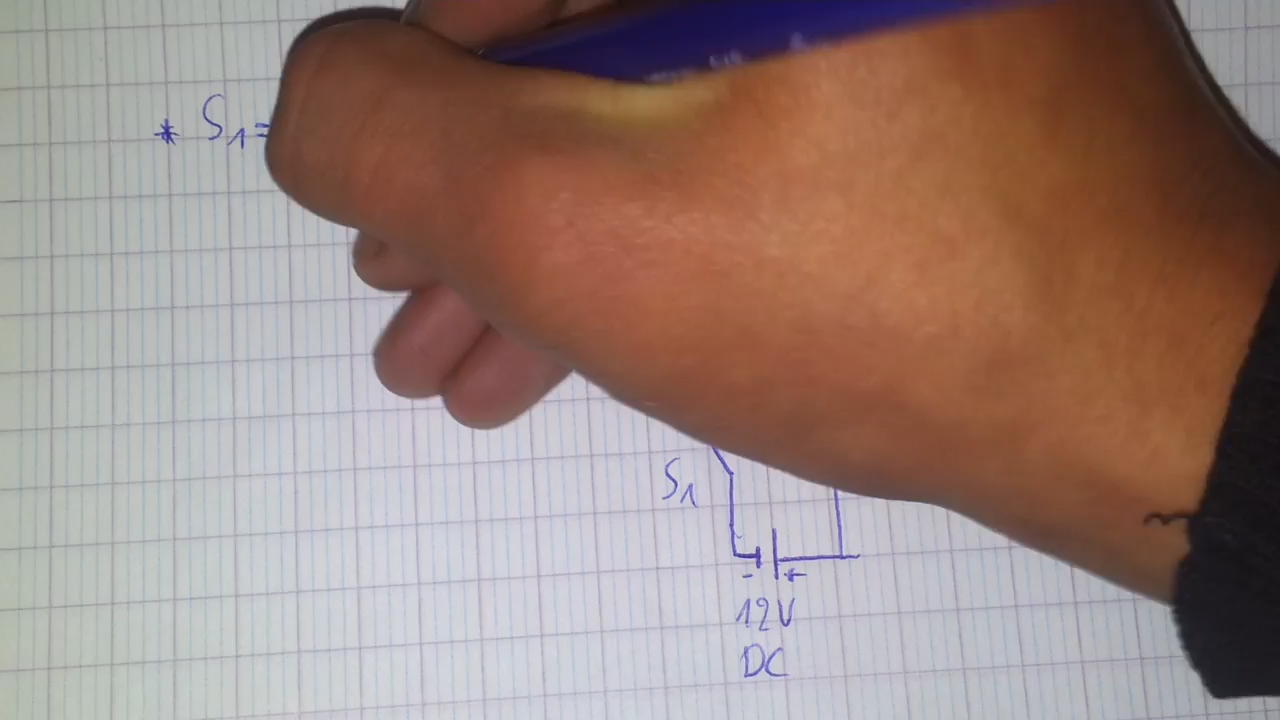 * S1=
S1
- +
12V
DC